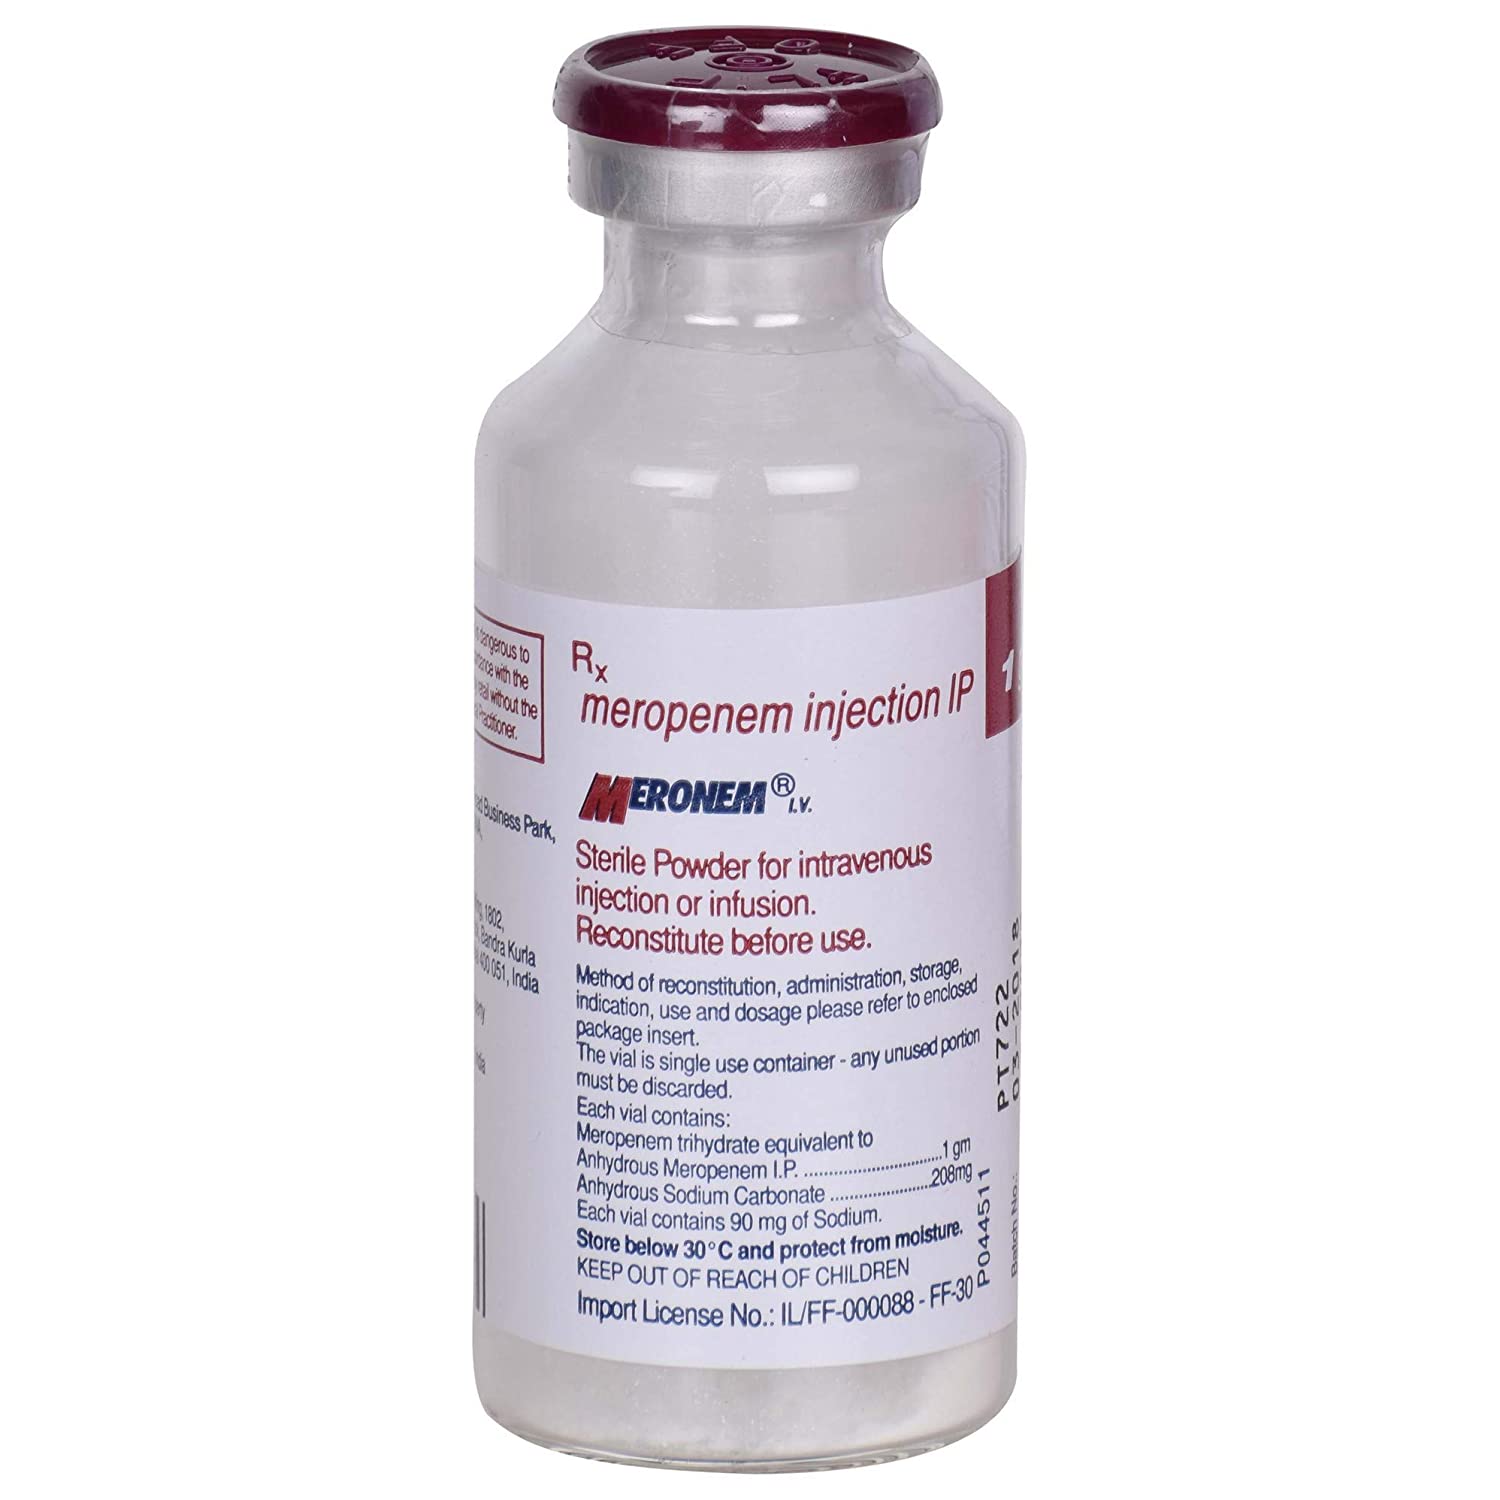 dangerous to
with the
retail without the
Practitioner.
Business Park,
1802,
Bandra Kurla
400 051, India
Rx
meropenem injection IP
1
MERONEM® I.V.
Sterile Powder for intravenous
injection or infusion.
Reconstitute before use.
Method of reconstitution, administration, storage,
indication, use and dosage please refer to enclosed
package insert.
The vial is single use container - any unused portion
must be discarded.
Each vial contains:
Meropenem trihydrate equivalent to
Anhydrous Meropenem I.P. ..............................1 gm
Anhydrous Sodium Carbonate ......................208mg
Each vial contains 90 mg of Sodium.
Store below 30°C and protect from moisture.
KEEP OUT OF REACH OF CHILDREN
Import License No.: IL/FF-000088 - FF-30
P044511
PT722
03-2018
Batch No.: